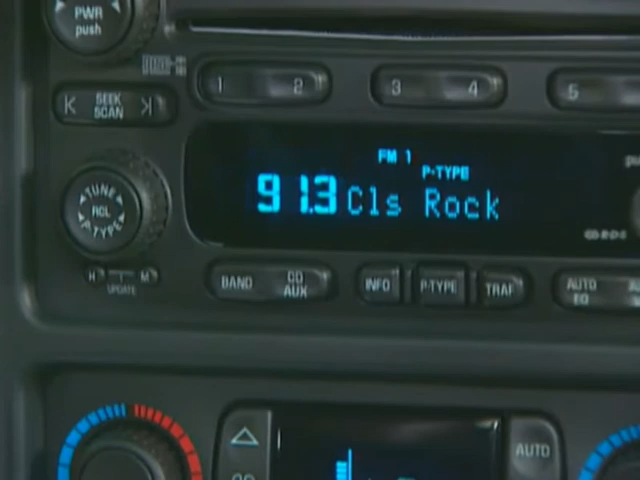 PWR
push
1 2
3 4
5
SEEK
SCAN
FM 1
P-TYPE
91.3 Cls Rock
TUNE
RCL
P-TYPE
H M
UPDATE
BAND
CD
AUX
INFO
P-TYPE
TRAF
AUTO
EQ
AUTO